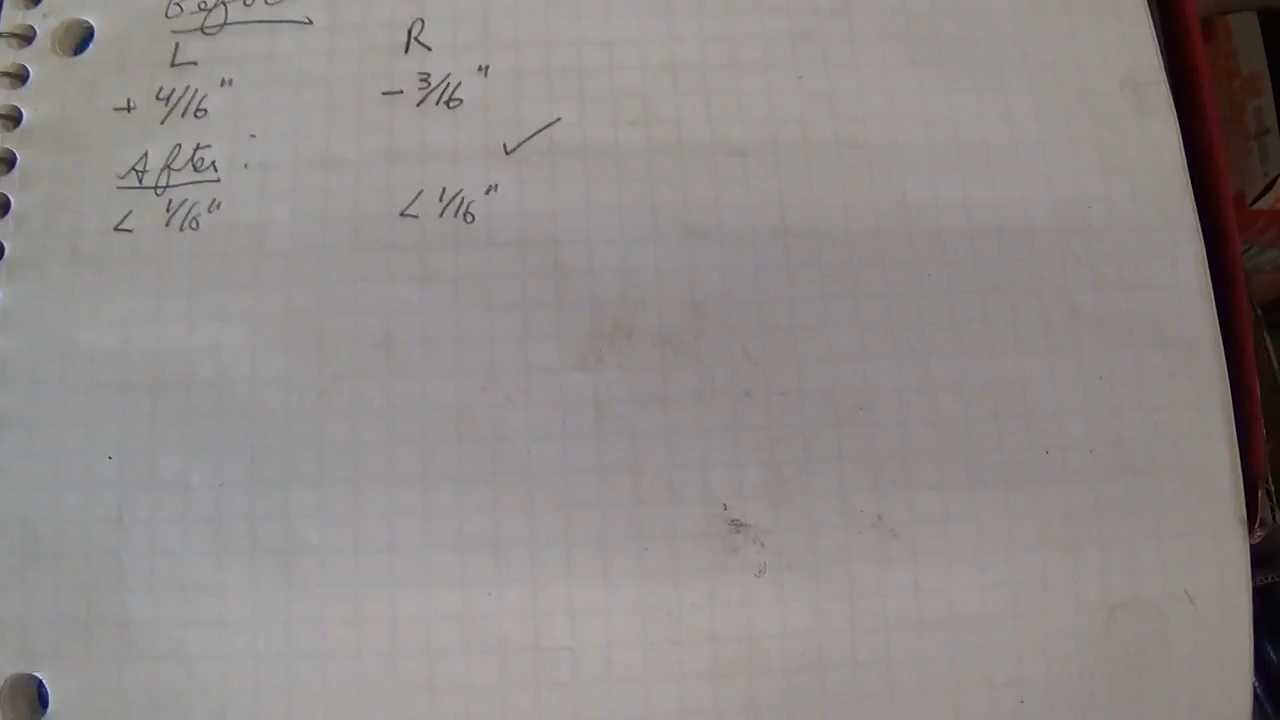 L R
+ 4/16" - 3/16"
✓
After :
< 1/16" < 1/16"